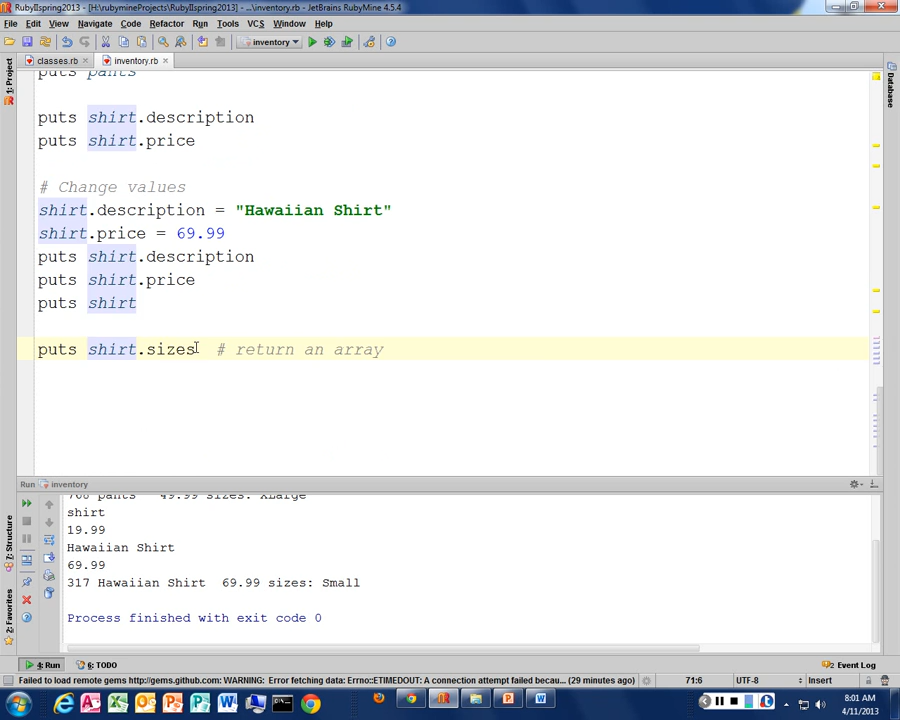 RubyIIspring2013 - [H:\rubymineProjects\RubyIIspring2013] - ...\inventory.rb - JetBrains RubyMine 4.5.4
File Edit View Navigate Code Refactor Run Tools VCS Window Help
inventory
1: Project
classes.rb
inventory.rb
Database
puts pants
puts shirt.description
puts shirt.price
# Change values
shirt.description = "Hawaiian Shirt"
shirt.price = 69.99
puts shirt.description
puts shirt.price
puts shirt
puts shirt.sizes # return an array
Run inventory
7: Structure
2: Favorites
pants 49.99 sizes: XLarge
shirt
19.99
Hawaiian Shirt
69.99
317 Hawaiian Shirt 69.99 sizes: Small
Process finished with exit code 0
4: Run 6: TODO 2 Event Log
Failed to load remote gems http://gems.github.com: WARNING: Error fetching data: Errno::ETIMEDOUT: A connection attempt failed becau... (29 minutes ago) 71:6 UTF-8 Insert
8:01 AM
4/11/2013